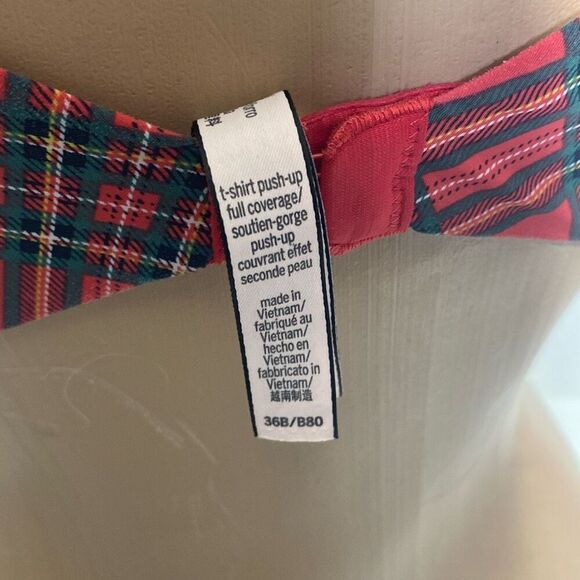 t-shirt push-up
full coverage/
soutien-gorge
push-up
couvrant effet
seconde peau
made in
Vietnam/
fabriqué au
Vietnam/
hecho en
Vietnam/
fabbricato in
Vietnam/
越南制造
36B/B80